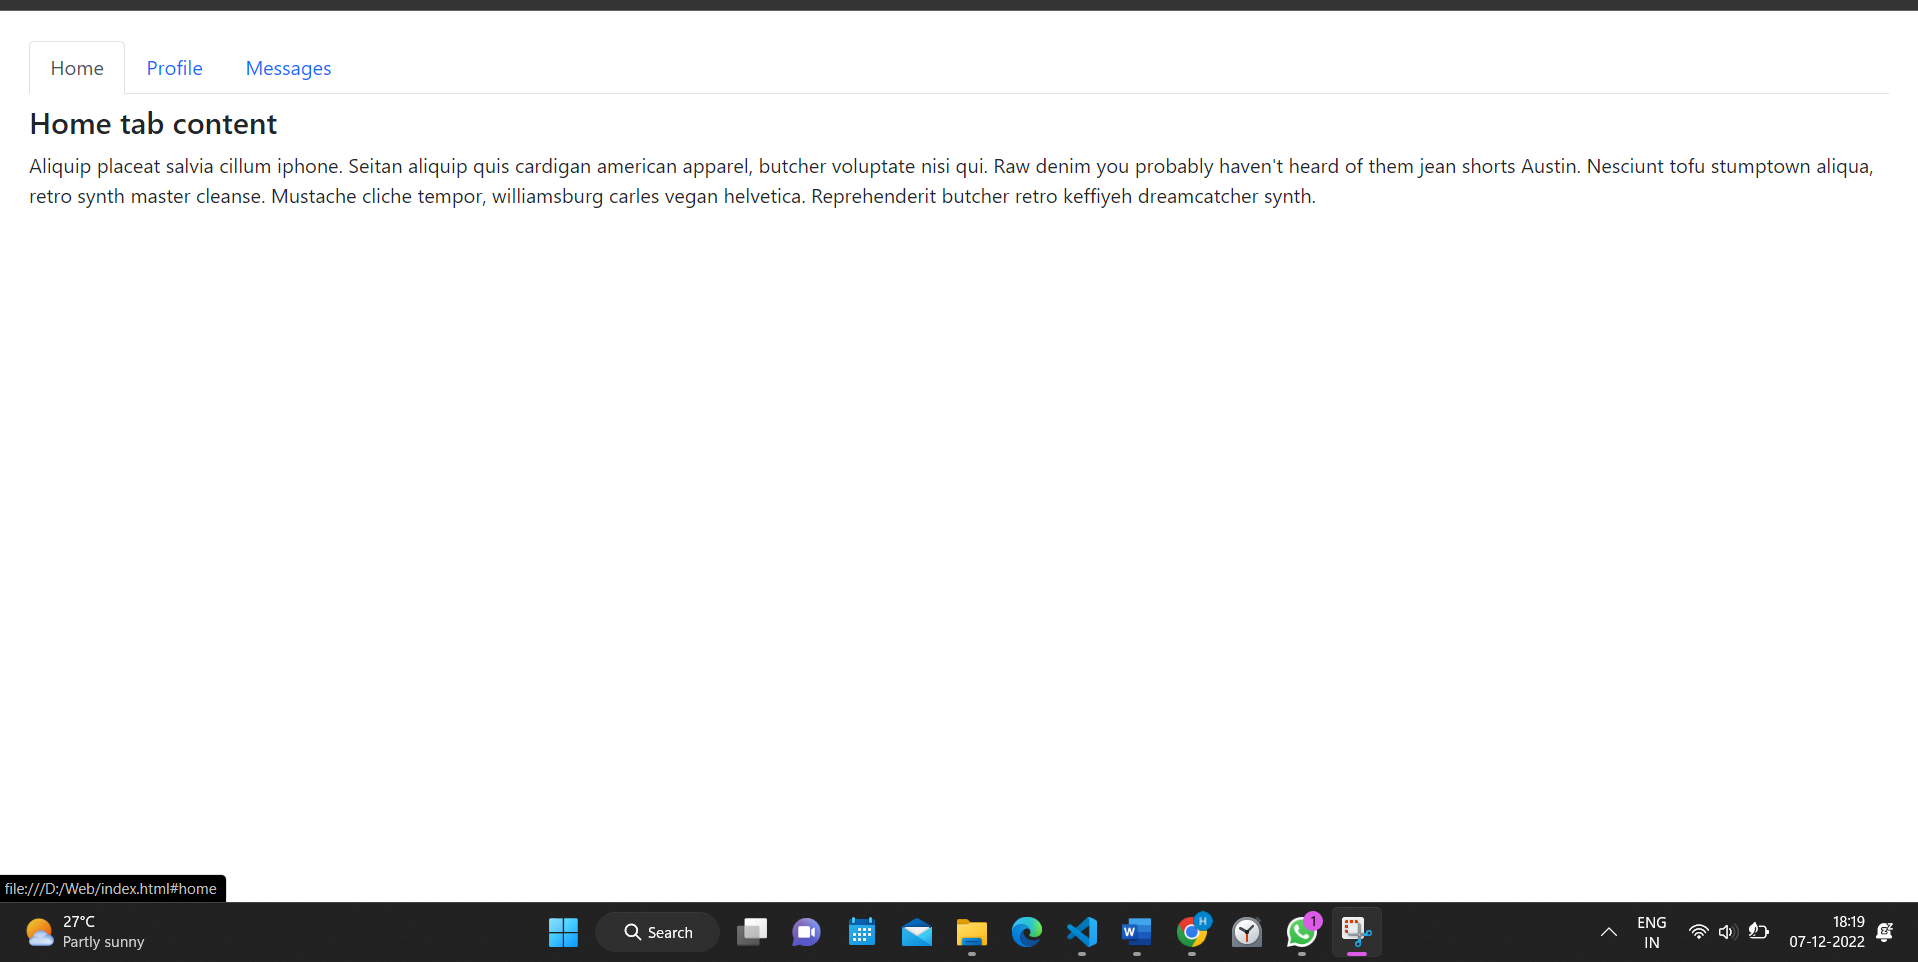 Home Profile Messages
Home tab content
Aliquip placeat salvia cillum iphone. Seitan aliquip quis cardigan american apparel, butcher voluptate nisi qui. Raw denim you probably haven't heard of them jean shorts Austin. Nesciunt tofu stumptown aliqua,
retro synth master cleanse. Mustache cliche tempor, williamsburg carles vegan helvetica. Reprehenderit butcher retro keffiyeh dreamcatcher synth.
file:///D:/Web/index.html#home
27°C
Partly sunny
Search
W
H
1
ENG
IN
18:19
07-12-2022